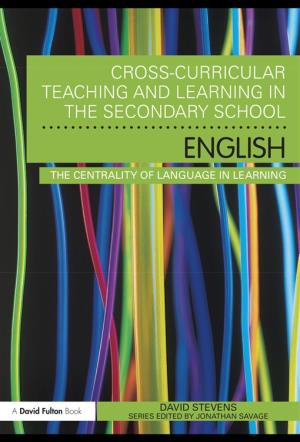 CROSS-CURRICULAR
TEACHING AND LEARNING IN
THE SECONDARY SCHOOL
ENGLISH
THE CENTRALITY OF LANGUAGE IN LEARNING
DAVID STEVENS
SERIES EDITED BY JONATHAN SAVAGE
A David Fulton Book